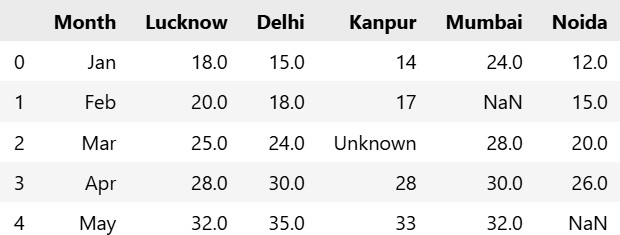 Month Lucknow Delhi Kanpur Mumbai Noida
0 Jan 18.0 15.0 14 24.0 12.0
1 Feb 20.0 18.0 17 NaN 15.0
2 Mar 25.0 24.0 Unknown 28.0 20.0
3 Apr 28.0 30.0 28 30.0 26.0
4 May 32.0 35.0 33 32.0 NaN